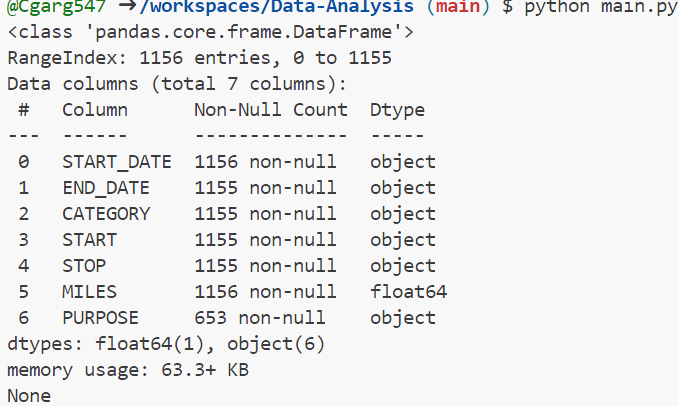 @Cgarg547 ➜/workspaces/Data-Analysis (main) $ python main.py
<class 'pandas.core.frame.DataFrame'>
RangeIndex: 1156 entries, 0 to 1155
Data columns (total 7 columns):
 #   Column      Non-Null Count  Dtype
---  ------      --------------  -----
 0   START_DATE  1156 non-null   object
 1   END_DATE    1155 non-null   object
 2   CATEGORY    1155 non-null   object
 3   START       1155 non-null   object
 4   STOP        1155 non-null   object
 5   MILES       1156 non-null   float64
 6   PURPOSE     653 non-null    object
dtypes: float64(1), object(6)
memory usage: 63.3+ KB
None